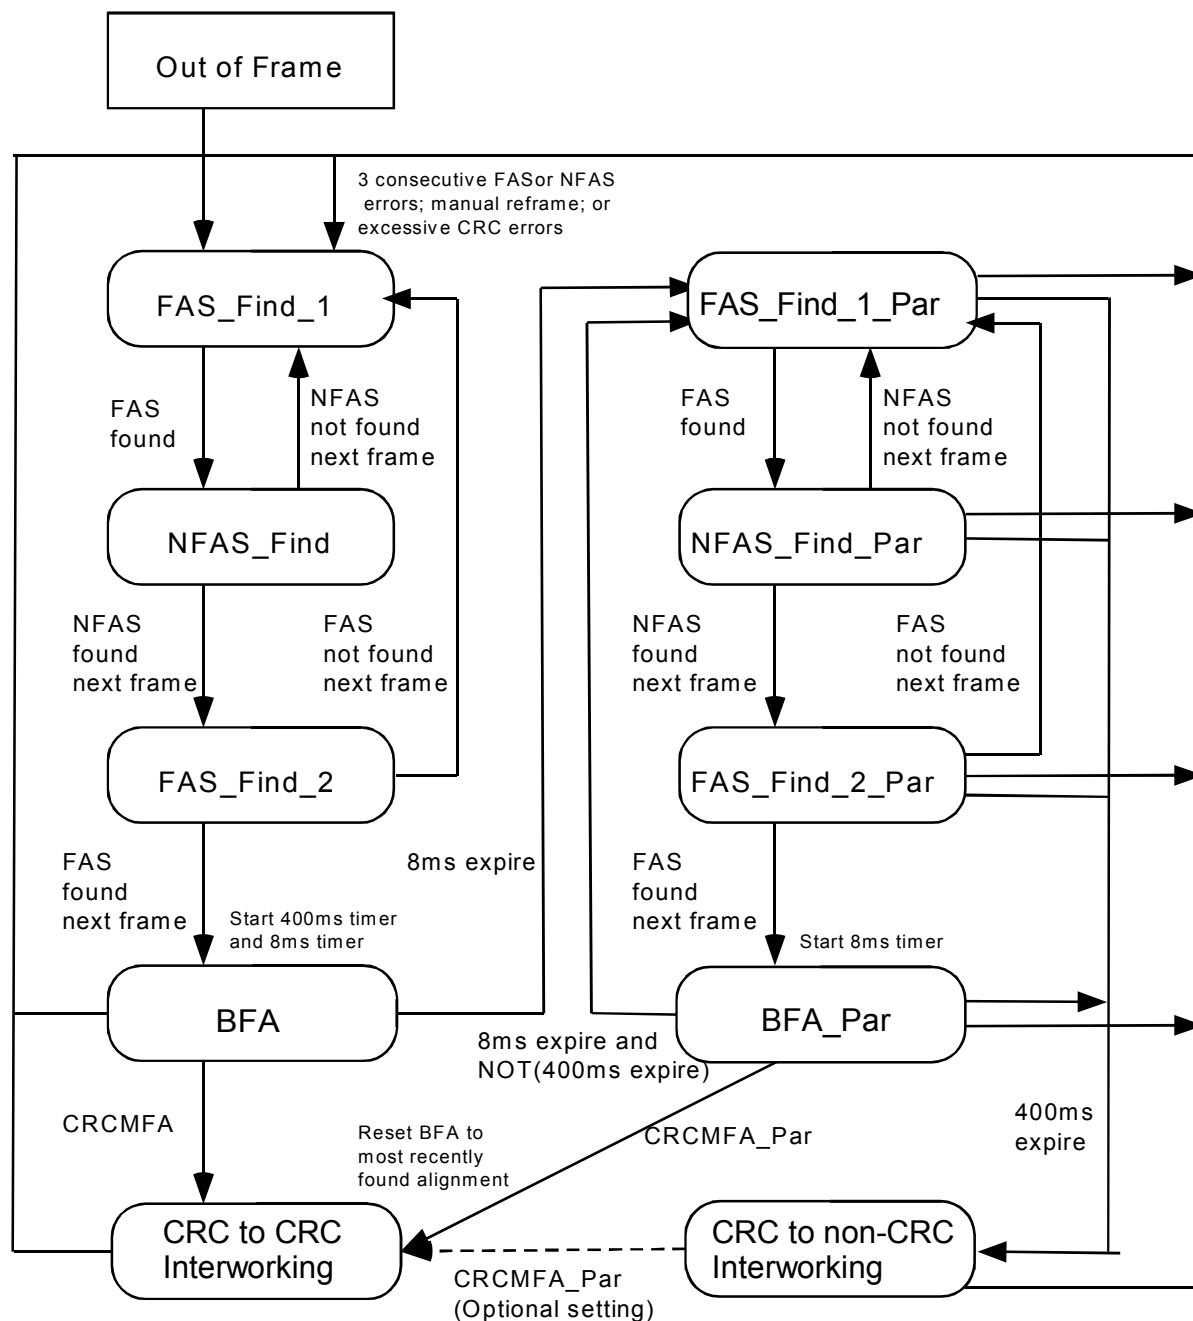 Out of Frame
3 consecutive FASor NFAS
errors; manual reframe; or
excessive CRC errors
FAS_Find_1
FAS_Find_1_Par
FAS
found
NFAS
not found
next frame
FAS
found
NFAS
not found
next frame
NFAS_Find
NFAS_Find_Par
NFAS
found
next frame
FAS
not found
next frame
NFAS
found
next frame
FAS
not found
next frame
FAS_Find_2
FAS_Find_2_Par
FAS
found
next frame
Start 400ms timer
and 8ms timer
8ms expire
FAS
found
next frame
Start 8ms timer
BFA
BFA_Par
8ms expire and
NOT(400ms expire)
CRCMFA
Reset BFA to
most recently
found alignment
CRCMFA_Par
400ms
expire
CRC to CRC
Interworking
CRC to non-CRC
Interworking
CRCMFA_Par
(Optional setting)